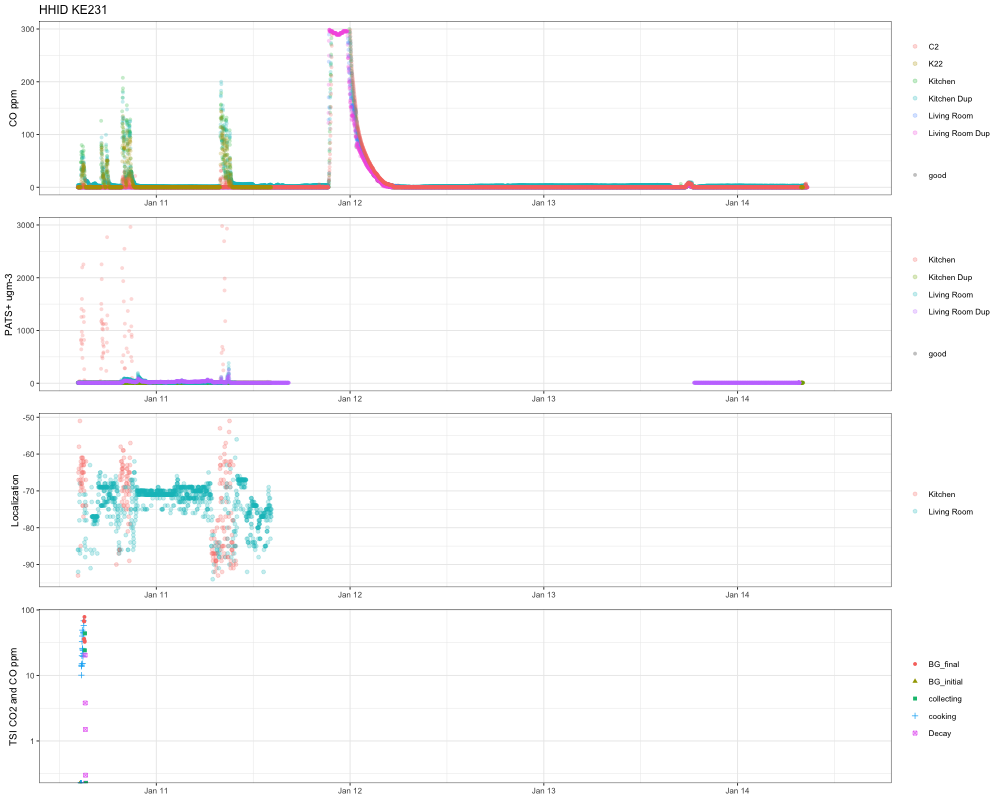 HHID KE231
CO ppm
300
200
100
0
Jan 11
Jan 12
Jan 13
Jan 14
C2
K22
Kitchen
Kitchen Dup
Living Room
Living Room Dup
good
PATS+ ugm-3
3000
2000
1000
0
Jan 11
Jan 12
Jan 13
Jan 14
Kitchen
Kitchen Dup
Living Room
Living Room Dup
good
Localization
-50
-60
-70
-80
-90
Jan 11
Jan 12
Jan 13
Jan 14
Kitchen
Living Room
TSI CO2 and CO ppm
100
10
1
Jan 11
Jan 12
Jan 13
Jan 14
BG_final
BG_initial
collecting
cooking
Decay